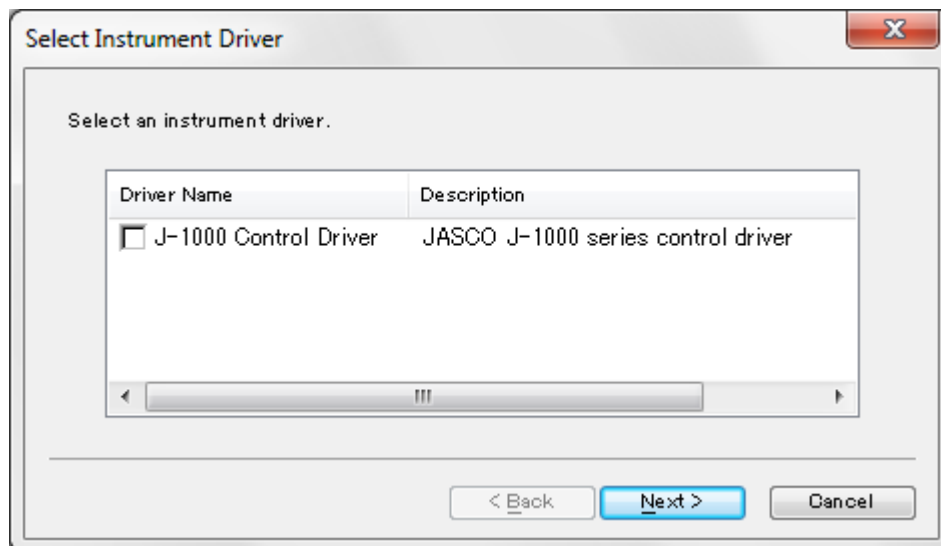 Select Instrument Driver
Select an instrument driver.
Driver Name Description
J-1000 Control Driver JASCO J-1000 series control driver
< Back Next > Cancel